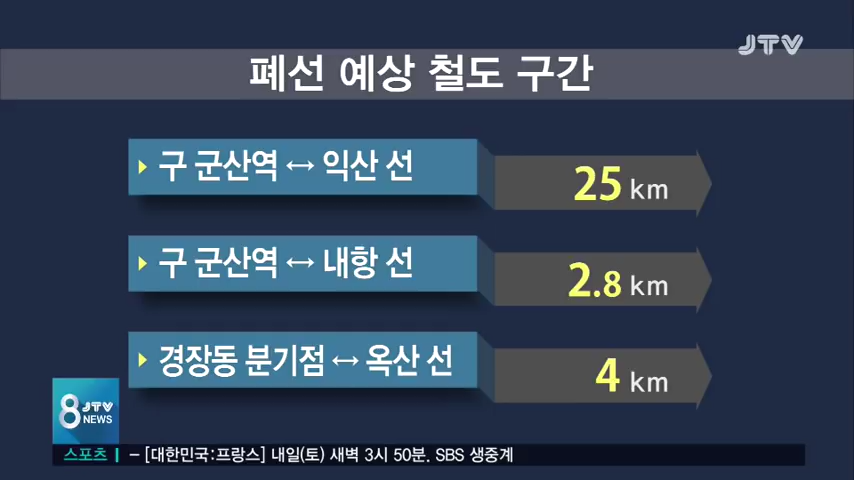 JTV
폐선 예상 철도 구간
구 군산역 ↔ 익산 선
25 km
구 군산역 ↔ 내항 선
2.8 km
경장동 분기점 ↔ 옥산 선
4 km
8 JTV NEWS
스포츠 - [대한민국:프랑스] 내일(토) 새벽 3시 50분. SBS 생중계